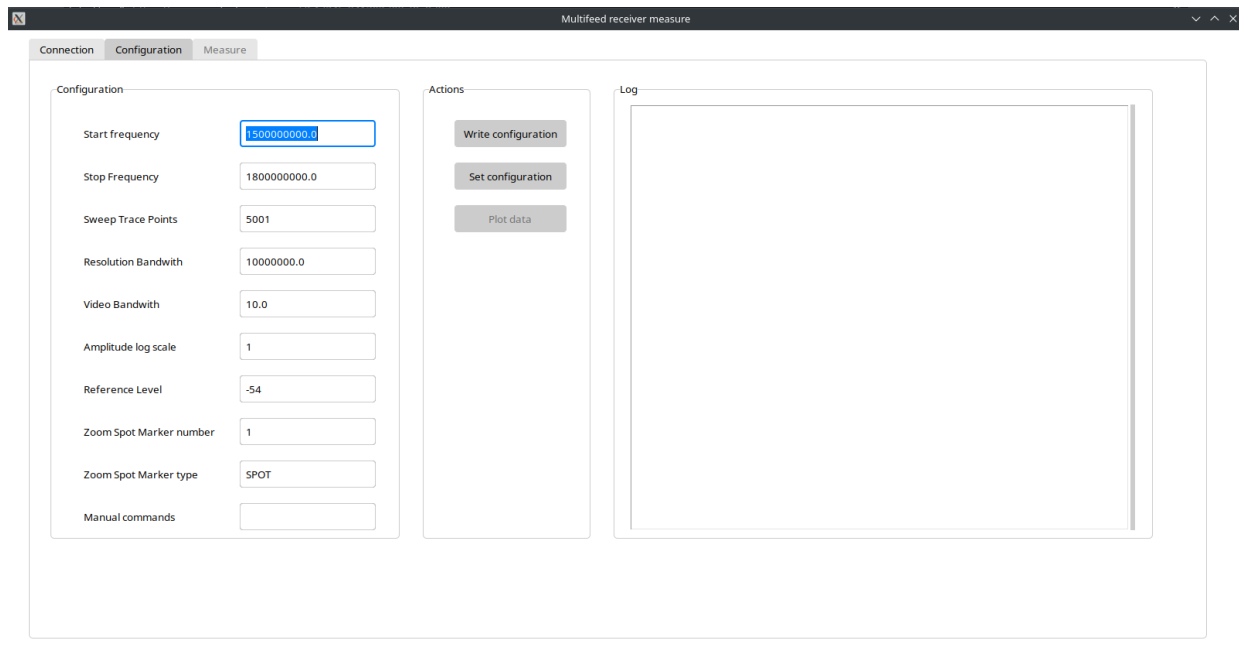 Multifeed receiver measure
Connection Configuration Measure
Configuration
Start frequency 1500000000.0
Stop Frequency 1800000000.0
Sweep Trace Points 5001
Resolution Bandwith 10000000.0
Video Bandwith 10.0
Amplitude log scale 1
Reference Level -54
Zoom Spot Marker number 1
Zoom Spot Marker type SPOT
Manual commands
Actions
Write configuration
Set configuration
Plot data
Log